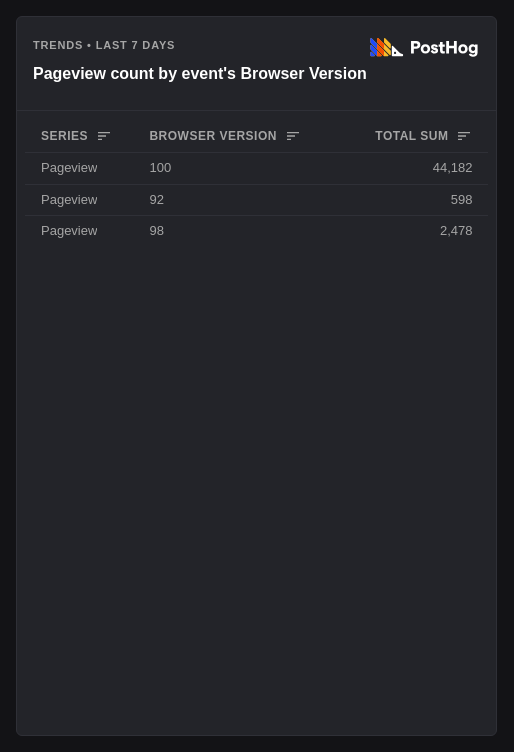 TRENDS • LAST 7 DAYS
PostHog
Pageview count by event's Browser Version
SERIES BROWSER VERSION TOTAL SUM
Pageview 100 44,182
Pageview 92 598
Pageview 98 2,478